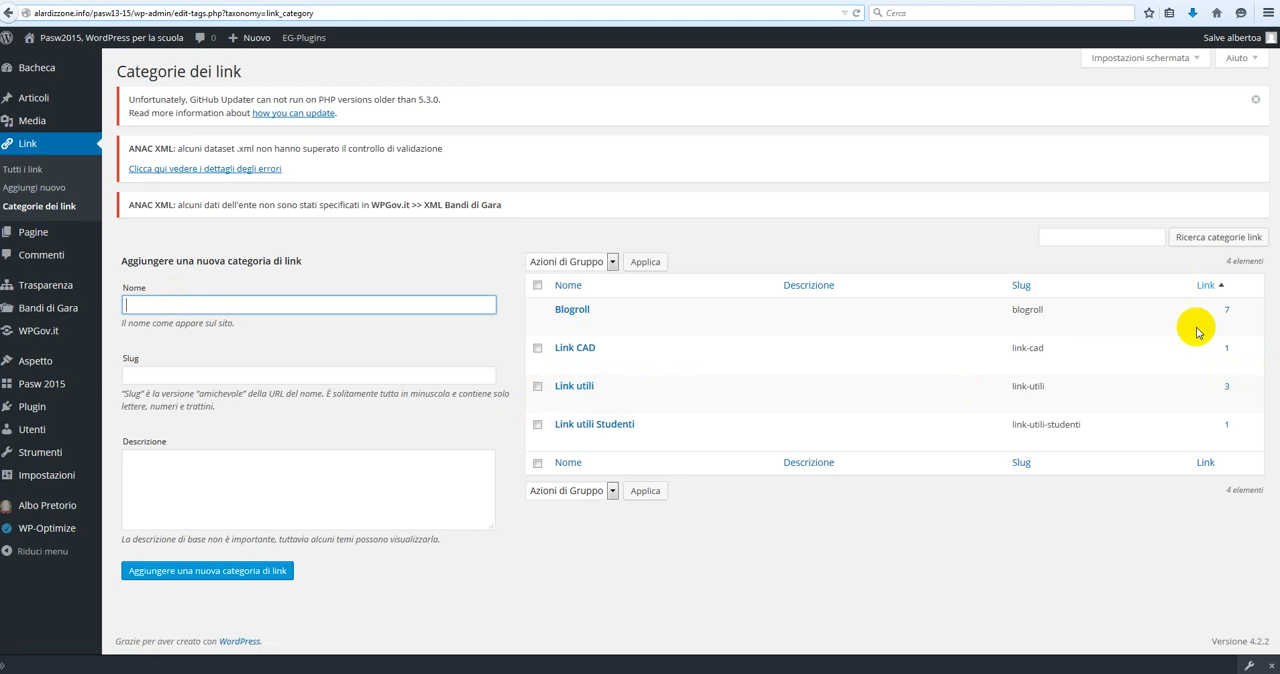 alardizzone.info/pasw13-15/wp-admin/edit-tags.php?taxonomy=link_category
Cerca
Pasw2015, WordPress per la scuola
0
Nuovo
EG-Plugins
Salve albertoa
Bacheca
Articoli
Media
Link
Tutti i link
Aggiungi nuovo
Categorie dei link
Pagine
Commenti
Trasparenza
Bandi di Gara
WPGov.it
Aspetto
Pasw 2015
Plugin
Utenti
Strumenti
Impostazioni
Albo Pretorio
WP-Optimize
Riduci menu
Impostazioni schermata
Aiuto
Categorie dei link
Unfortunately, GitHub Updater can not run on PHP versions older than 5.3.0.
Read more information about how you can update.
ANAC XML: alcuni dataset .xml non hanno superato il controllo di validazione
Clicca qui vedere i dettagli degli errori
ANAC XML: alcuni dati dell'ente non sono stati specificati in WPGov.it >> XML Bandi di Gara
Ricerca categorie link
Aggiungere una nuova categoria di link
Nome
Il nome come appare sul sito.
Slug
"Slug" è la versione "amichevole" della URL del nome. È solitamente tutta in minuscolo e contiene solo
lettere, numeri e trattini.
Descrizione
La descrizione di base non è importante, tuttavia alcuni temi possono visualizzarla.
Aggiungere una nuova categoria di link
Azioni di Gruppo
Applica
4 elementi
Nome Descrizione Slug Link
Blogroll blogroll 7
Link CAD link-cad 1
Link utili link-utili 3
Link utili Studenti link-utili-studenti 1
Nome Descrizione Slug Link
Azioni di Gruppo
Applica
4 elementi
Grazie per aver creato con WordPress.
Versione 4.2.2